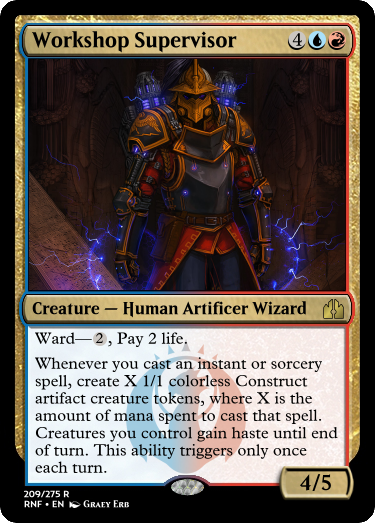 Workshop Supervisor 4
Creature — Human Artificer Wizard
Ward—2, Pay 2 life.
Whenever you cast an instant or sorcery
spell, create X 1/1 colorless Construct
artifact creature tokens, where X is the
amount of mana spent to cast that spell.
Creatures you control gain haste until end
of turn. This ability triggers only once
each turn.
4/5
209/275 R
RNF • EN Graey Erb